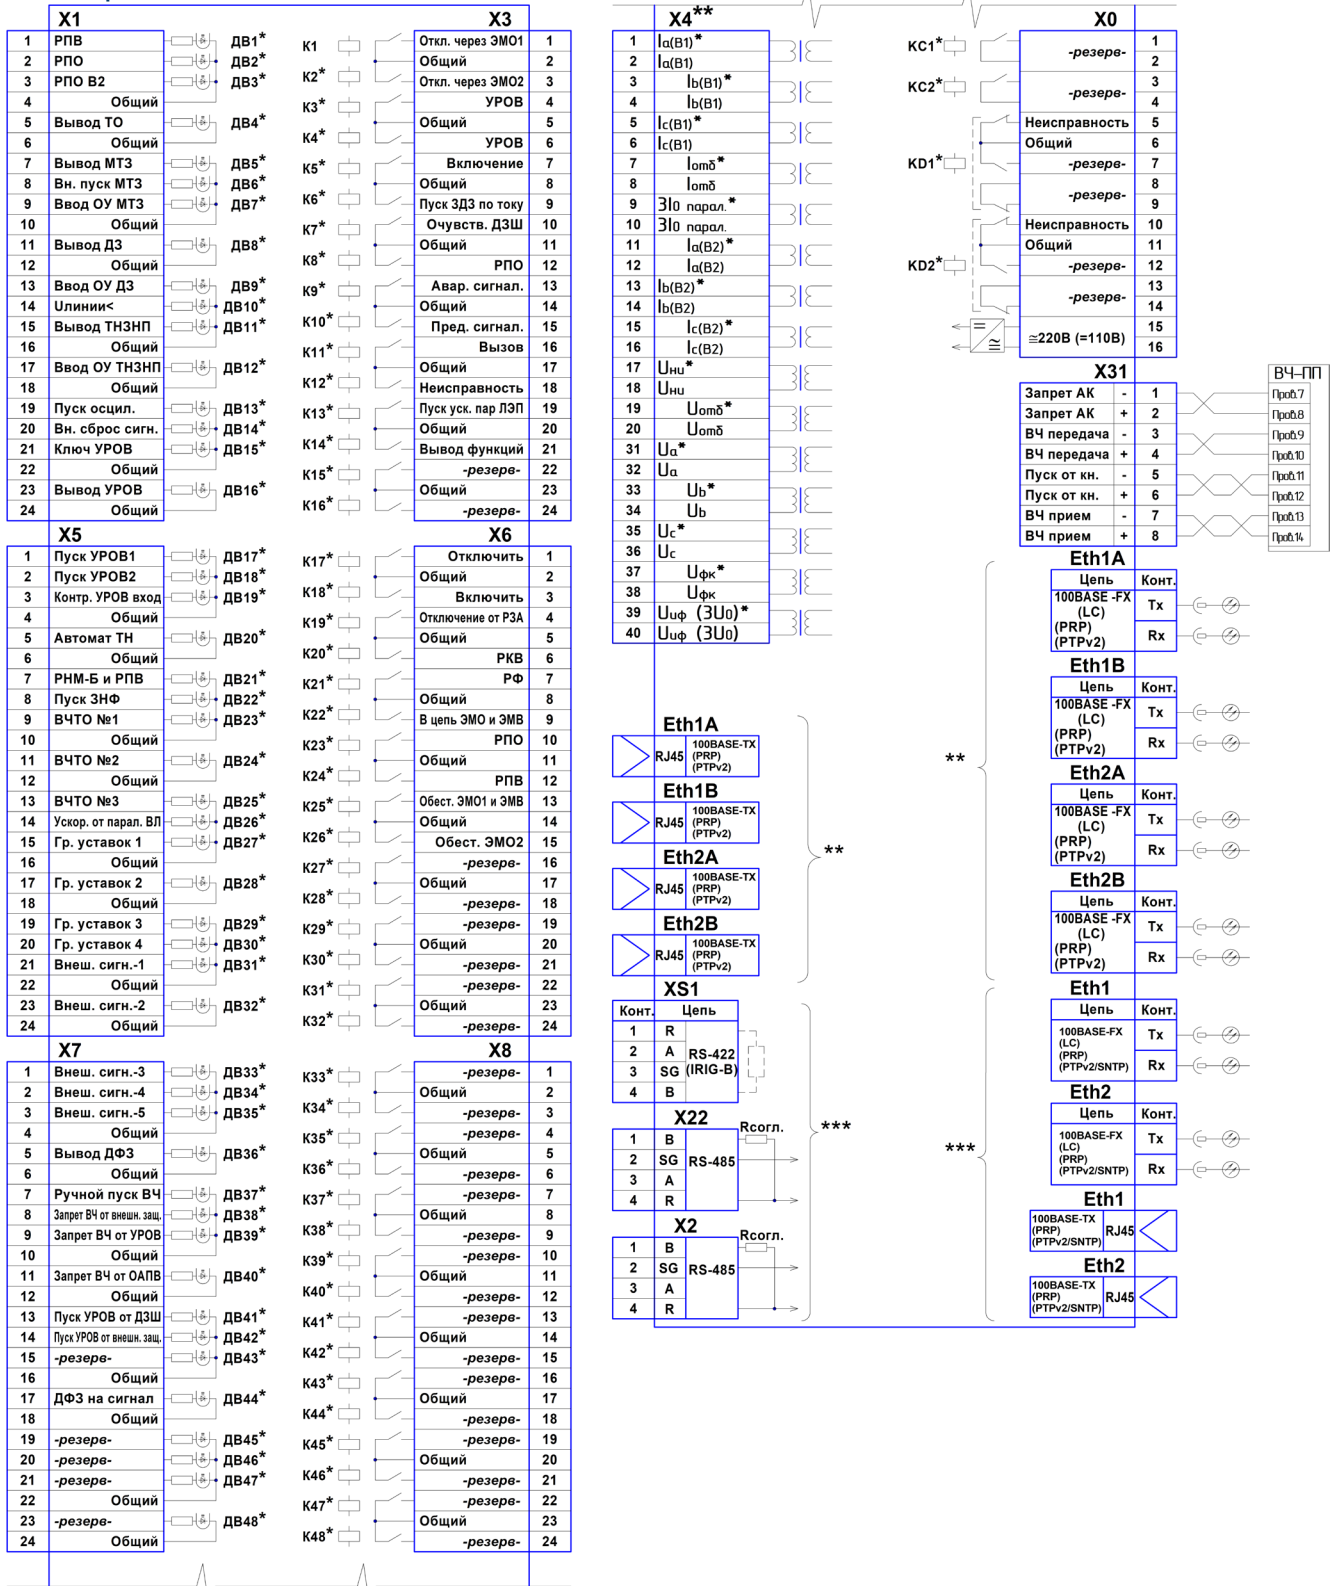 X1
1 РПВ ДВ1*
2 РПО ДВ2*
3 РПО В2 ДВ3*
4 Общий
5 Вывод ТО ДВ4*
6 Общий
7 Вывод МТЗ ДВ5*
8 Вн. пуск МТЗ ДВ6*
9 Ввод ОУ МТЗ ДВ7*
10 Общий
11 Вывод ДЗ ДВ8*
12 Общий
13 Ввод ОУ ДЗ ДВ9*
14 Uлинии< ДВ10*
15 Вывод ТНЗНП ДВ11*
16 Общий
17 Ввод ОУ ТНЗНП ДВ12*
18 Общий
19 Пуск осцил. ДВ13*
20 Вн. сброс сигн. ДВ14*
21 Ключ УРОВ ДВ15*
22 Общий
23 Вывод УРОВ ДВ16*
24 Общий
X3
K1
K2*
K3*
K4*
K5*
K6*
K7*
K8*
K9*
K10*
K11*
K12*
K13*
K14*
K15*
K16*
Откл. через ЭМО1 1
Общий 2
Откл. через ЭМО2 3
УРОВ 4
Общий 5
УРОВ 6
Включение 7
Общий 8
Пуск ЗДЗ по току 9
Очувств. ДЗШ 10
Общий 11
РПО 12
Авар. сигнал. 13
Общий 14
Пред. сигнал. 15
Вызов 16
Общий 17
Неисправность 18
Пуск уск. пар ЛЭП 19
Общий 20
Вывод функций 21
-резерв- 22
Общий 23
-резерв- 24
X5
1 Пуск УРОВ1 ДВ17*
2 Пуск УРОВ2 ДВ18*
3 Контр. УРОВ вход ДВ19*
4 Общий
5 Автомат ТН ДВ20*
6 Общий
7 РНМ-Б и РПВ ДВ21*
8 Пуск ЗНФ ДВ22*
9 ВЧТО №1 ДВ23*
10 Общий
11 ВЧТО №2 ДВ24*
12 Общий
13 ВЧТО №3 ДВ25*
14 Ускор. от парал. ВЛ ДВ26*
15 Гр. уставок 1 ДВ27*
16 Общий
17 Гр. уставок 2 ДВ28*
18 Общий
19 Гр. уставок 3 ДВ29*
20 Гр. уставок 4 ДВ30*
21 Внеш. сигн.-1 ДВ31*
22 Общий
23 Внеш. сигн.-2 ДВ32*
24 Общий
X6
K17*
K18*
K19*
K20*
K21*
K22*
K23*
K24*
K25*
K26*
K27*
K28*
K29*
K30*
K31*
K32*
Отключить 1
Общий 2
Включить 3
Отключение от РЗА 4
Общий 5
РКВ 6
РФ 7
Общий 8
В цепь ЭМО и ЭМВ 9
РПО 10
Общий 11
РПВ 12
Обест. ЭМО1 и ЭМВ 13
Общий 14
Обест. ЭМО2 15
-резерв- 16
Общий 17
-резерв- 18
-резерв- 19
Общий 20
-резерв- 21
-резерв- 22
Общий 23
-резерв- 24
X7
1 Внеш. сигн.-3 ДВ33*
2 Внеш. сигн.-4 ДВ34*
3 Внеш. сигн.-5 ДВ35*
4 Общий
5 Вывод ДФЗ ДВ36*
6 Общий
7 Ручной пуск ВЧ ДВ37*
8 Запрет ВЧ от внешн. защ. ДВ38*
9 Запрет ВЧ от УРОВ ДВ39*
10 Общий
11 Запрет ВЧ от ОАПВ ДВ40*
12 Общий
13 Пуск УРОВ от ДЗШ ДВ41*
14 Пуск УРОВ от внешн. защ. ДВ42*
15 -резерв- ДВ43*
16 Общий
17 ДФЗ на сигнал ДВ44*
18 Общий
19 -резерв- ДВ45*
20 -резерв- ДВ46*
21 -резерв- ДВ47*
22 Общий
23 -резерв- ДВ48*
24 Общий
X8
K33*
K34*
K35*
K36*
K37*
K38*
K39*
K40*
K41*
K42*
K43*
K44*
K45*
K46*
K47*
K48*
-резерв- 1
Общий 2
-резерв- 3
-резерв- 4
Общий 5
-резерв- 6
-резерв- 7
Общий 8
-резерв- 9
-резерв- 10
Общий 11
-резерв- 12
-резерв- 13
Общий 14
-резерв- 15
-резерв- 16
Общий 17
-резерв- 18
-резерв- 19
Общий 20
-резерв- 21
-резерв- 22
Общий 23
-резерв- 24
X4**
1 Iа(В1)*
2 Iа(В1)
3 Ib(В1)*
4 Ib(В1)
5 Ic(В1)*
6 Ic(В1)
7 Iотб*
8 Iотб
9 3I0 парал.*
10 3I0 парал.
11 Iа(В2)*
12 Iа(В2)
13 Ib(В2)*
14 Ib(В2)
15 Ic(В2)*
16 Ic(В2)
17 Uни*
18 Uни
19 Uотб*
20 Uотб
31 Uа*
32 Uа
33 Ub*
34 Ub
35 Uc*
36 Uc
37 Uфк*
38 Uфк
39 Uиф (3U0)*
40 Uиф (3U0)
Eth1A
RJ45 100BASE-TX
(PRP)
(PTPv2)
Eth1B
RJ45 100BASE-TX
(PRP)
(PTPv2)
Eth2A
RJ45 100BASE-TX
(PRP)
(PTPv2)
Eth2B
RJ45 100BASE-TX
(PRP)
(PTPv2)
**
XS1
Конт. Цепь
1 R
2 A
3 SG
4 B
RS-422
(IRIG-B)
X22
Rсогл.
1 B
2 SG
3 A
4 R
RS-485
X2
Rсогл.
1 B
2 SG
3 A
4 R
RS-485
***
X0
KC1*
KC2*
KD1*
KD2*
-резерв- 1
2
-резерв- 3
4
Неисправность 5
Общий 6
-резерв- 7
-резерв- 8
9
Неисправность 10
Общий 11
-резерв- 12
-резерв- 13
14
≅220В (=110В) 15
16
= ≅
X31
Запрет АК - 1
Запрет АК + 2
ВЧ передача - 3
ВЧ передача + 4
Пуск от кн. - 5
Пуск от кн. + 6
ВЧ прием - 7
ВЧ прием + 8
ВЧ–ПП
Пров.7
Пров.8
Пров.9
Пров.10
Пров.11
Пров.12
Пров.13
Пров.14
Eth1A
Цепь Конт.
100BASE -FX
(LC)
(PRP)
(PTPv2)
Tx
Rx
Eth1B
Цепь Конт.
100BASE -FX
(LC)
(PRP)
(PTPv2)
Tx
Rx
Eth2A
Цепь Конт.
100BASE -FX
(LC)
(PRP)
(PTPv2)
Tx
Rx
Eth2B
Цепь Конт.
100BASE -FX
(LC)
(PRP)
(PTPv2)
Tx
Rx
**
Eth1
Цепь Конт.
100BASE-FX
(LC)
(PRP)
(PTPv2/SNTP)
Tx
Rx
Eth2
Цепь Конт.
100BASE-FX
(LC)
(PRP)
(PTPv2/SNTP)
Tx
Rx
Eth1
100BASE-TX
(PRP)
(PTPv2/SNTP)
RJ45
Eth2
100BASE-TX
(PRP)
(PTPv2/SNTP)
RJ45
***